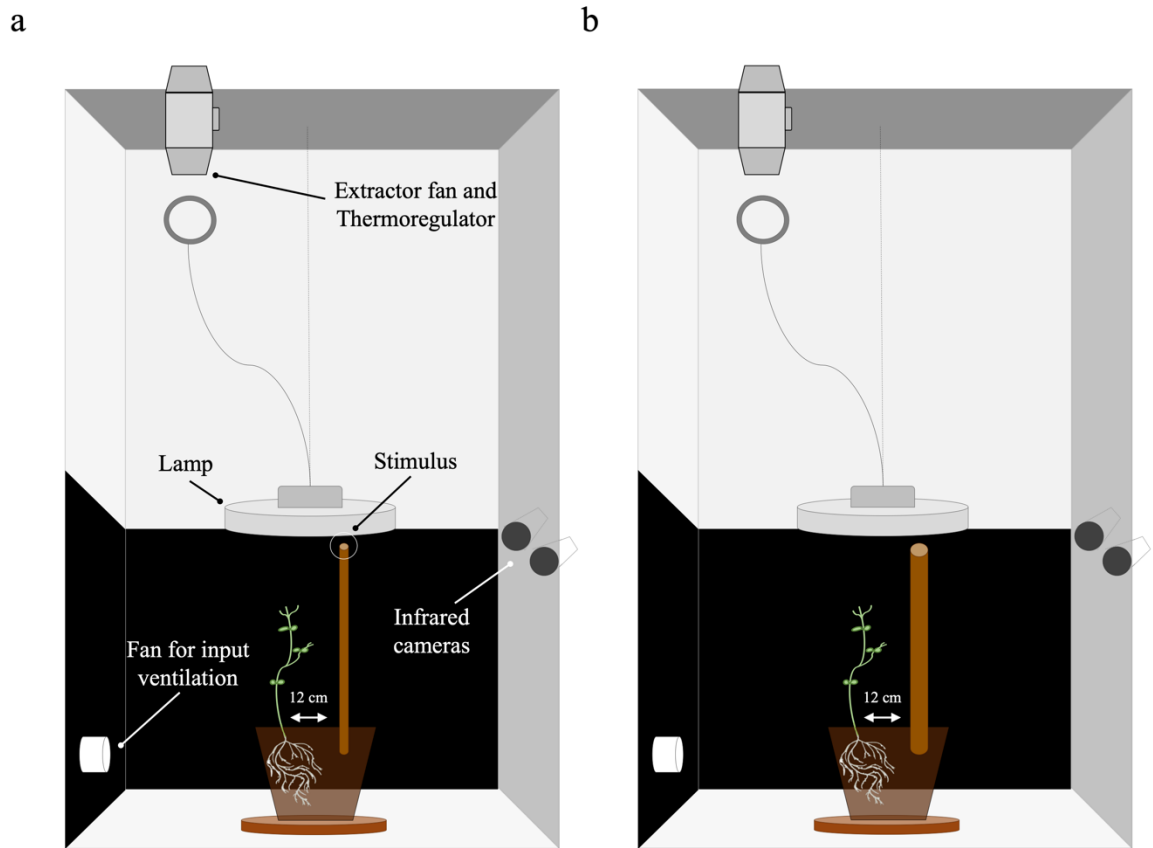 a
b
Extractor fan and
Thermoregulator
Lamp
Stimulus
Infrared
cameras
Fan for input
ventilation
12 cm
12 cm